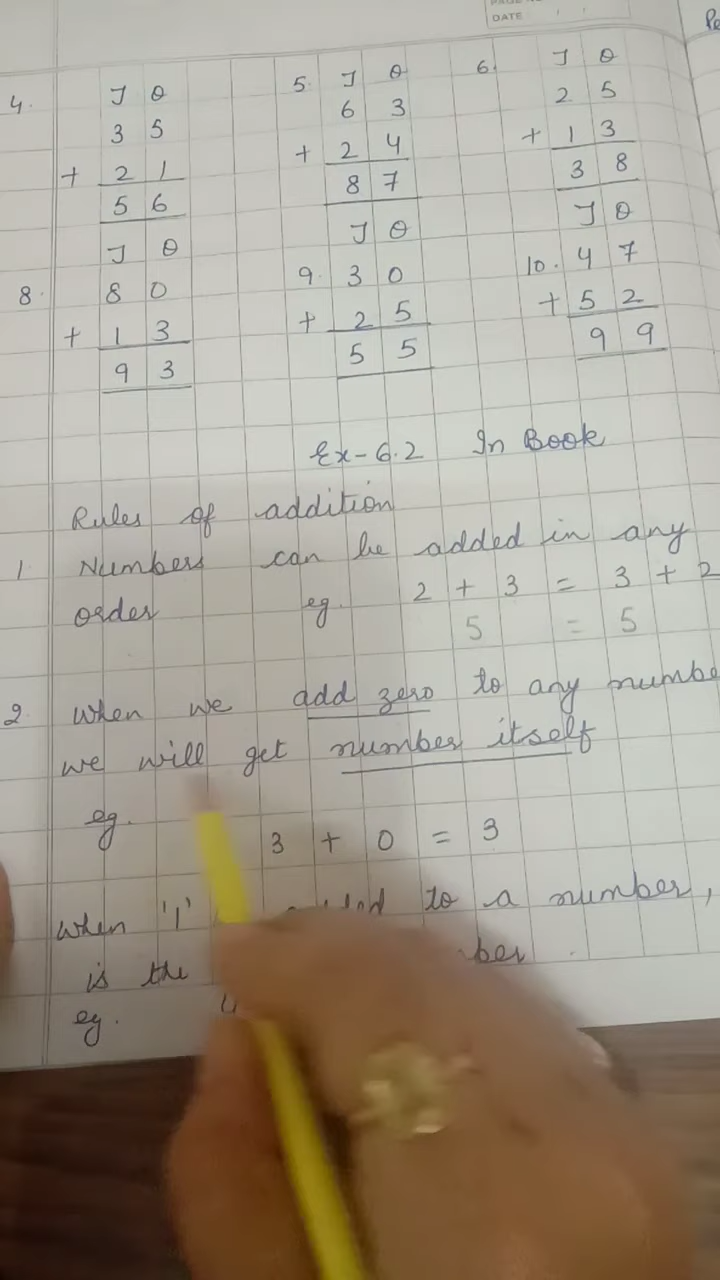 DATE
4. T O 5. T O 6. T O
3 5 6 3 2 5
+ 2 1 + 2 4 + 1 3
5 6 8 7 3 8
T O T O T O
8. 8 0 9. 3 0 10. 4 7
+ 1 3 + 2 5 + 5 2
9 3 5 5 9 9
Ex-6.2 In Book
Rules of addition
1 Numbers can be added in any
order eg. 2 + 3 = 3 + 2
5 = 5
2. When we add zero to any numbe
we will get number itself
eg. 3 + 0 = 3
When '1' to a number,
is the
eg.